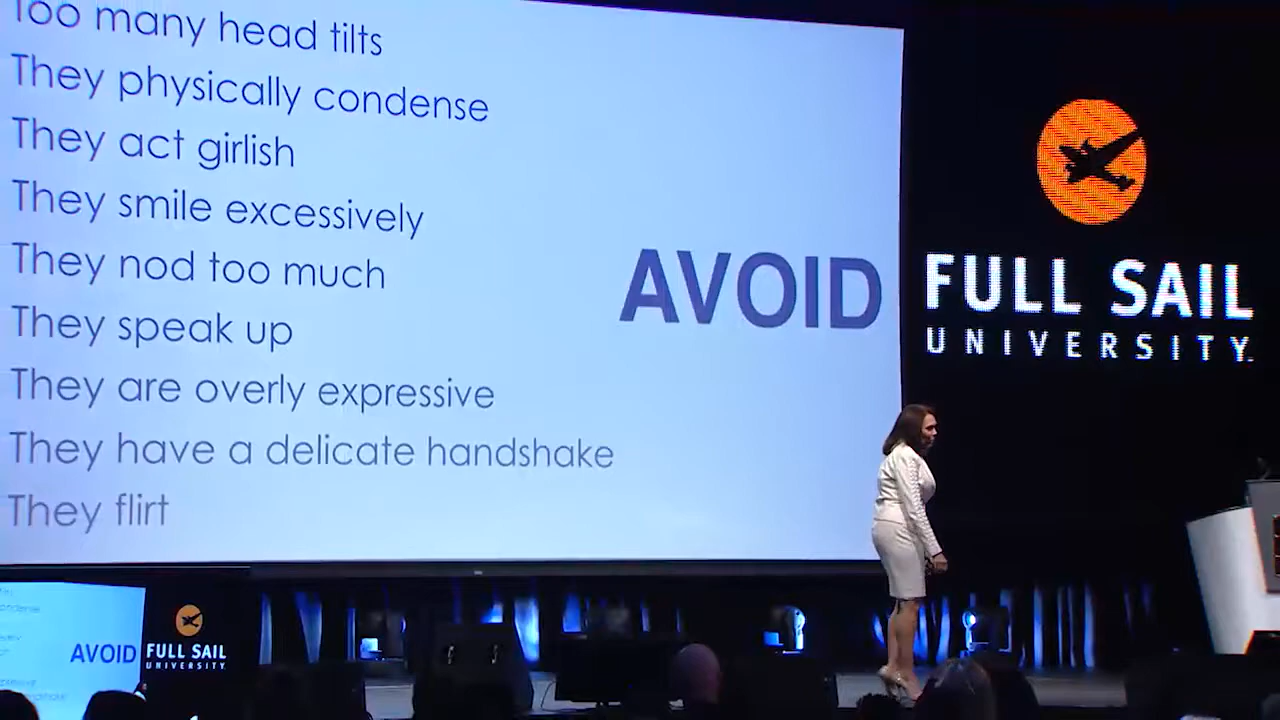 Too many head tilts
They physically condense
They act girlish
They smile excessively
They nod too much
They speak up
They are overly expressive
They have a delicate handshake
They flirt
AVOID
FULL SAIL
UNIVERSITY.
AVOID
FULL SAIL
UNIVERSITY.